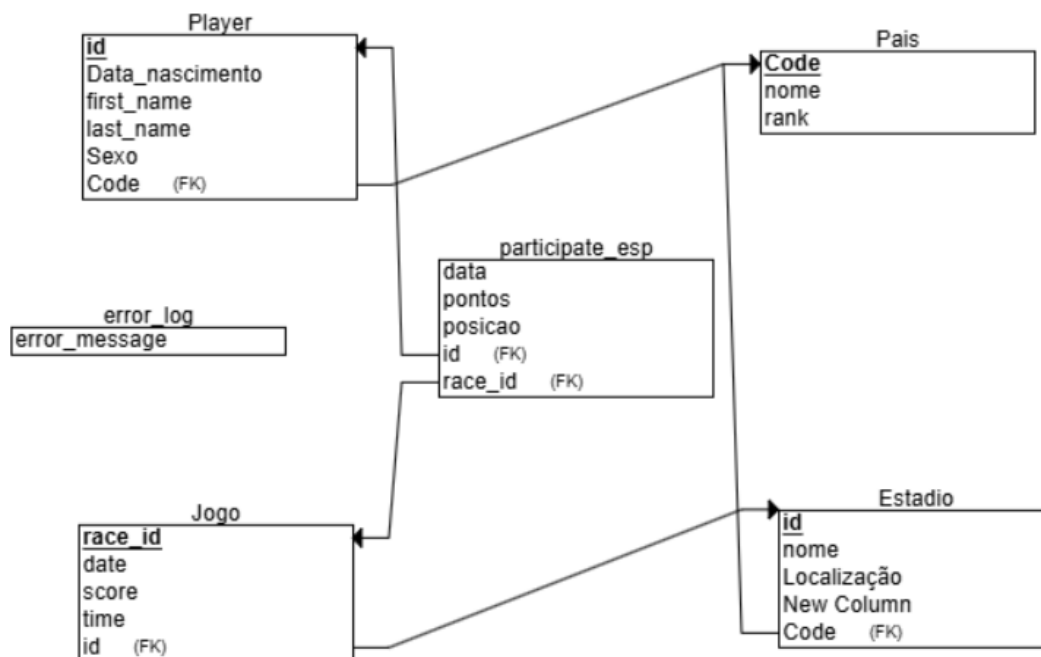 Player
id
Data_nascimento
first_name
last_name
Sexo
Code (FK)
Pais
Code
nome
rank
participate_esp
data
pontos
posicao
id (FK)
race_id (FK)
error_log
error_message
Jogo
race_id
date
score
time
id (FK)
Estadio
id
nome
Localização
New Column
Code (FK)